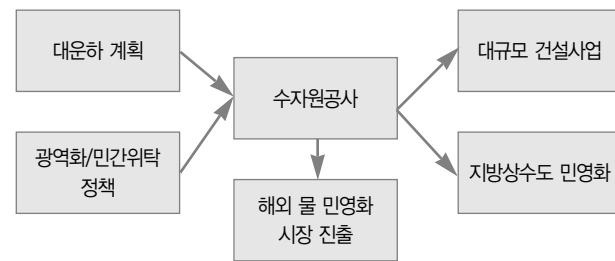 대운하 계획
대규모 건설사업
수자원공사
광역화/민간위탁
정책
지방상수도 민영화
해외 물 민영화
시장 진출